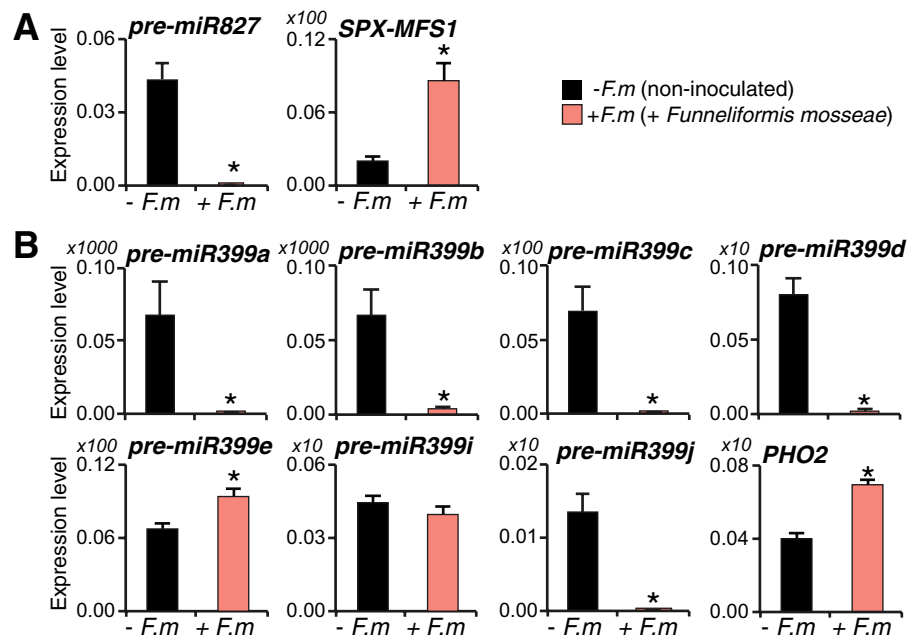 A
pre-miR827
x100 SPX-MFS1
Expression level
0.06
0.03
0.00
- F.m + F.m
*
0.12
0.06
0.00
- F.m + F.m
*
-F.m (non-inoculated)
+F.m (+ Funneliformis mosseae)
B
x1000 pre-miR399a
x1000 pre-miR399b
x100 pre-miR399c
x10 pre-miR399d
Expression level
0.10
0.05
0.00
*
0.10
0.05
0.00
*
0.10
0.05
0.00
*
0.10
0.05
0.00
*
x100 pre-miR399e
x10 pre-miR399i
x10 pre-miR399j
x10 PHO2
Expression level
0.12
0.06
0.00
- F.m + F.m
*
0.06
0.03
0.00
- F.m + F.m
0.02
0.01
0.00
- F.m + F.m
*
0.08
0.04
0.00
- F.m + F.m
*